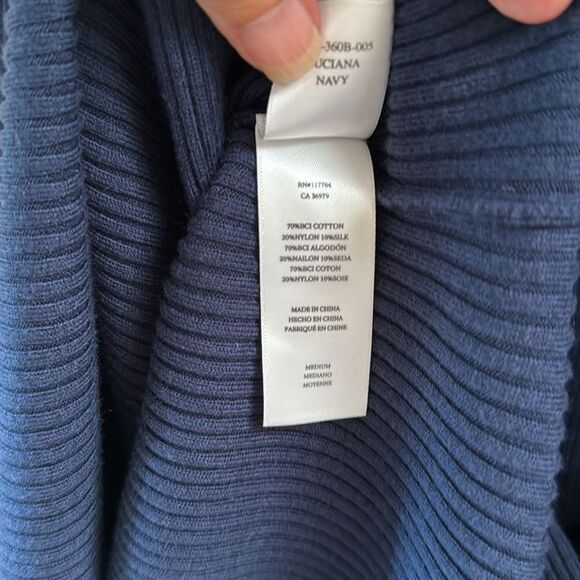 -360B-005
UCIANA
NAVY
RN#117784
CA 36979
70%BCI COTTON
20%NYLON 10%SILK
70%BCI ALGODÓN
20%NAILON 10%SEDA
70%BCI COTON
20%NYLON 10%SOIE
MADE IN CHINA
HECHO EN CHINA
FABRIQUÉ EN CHINE
MEDIUM
MEDIANO
MOYENNE